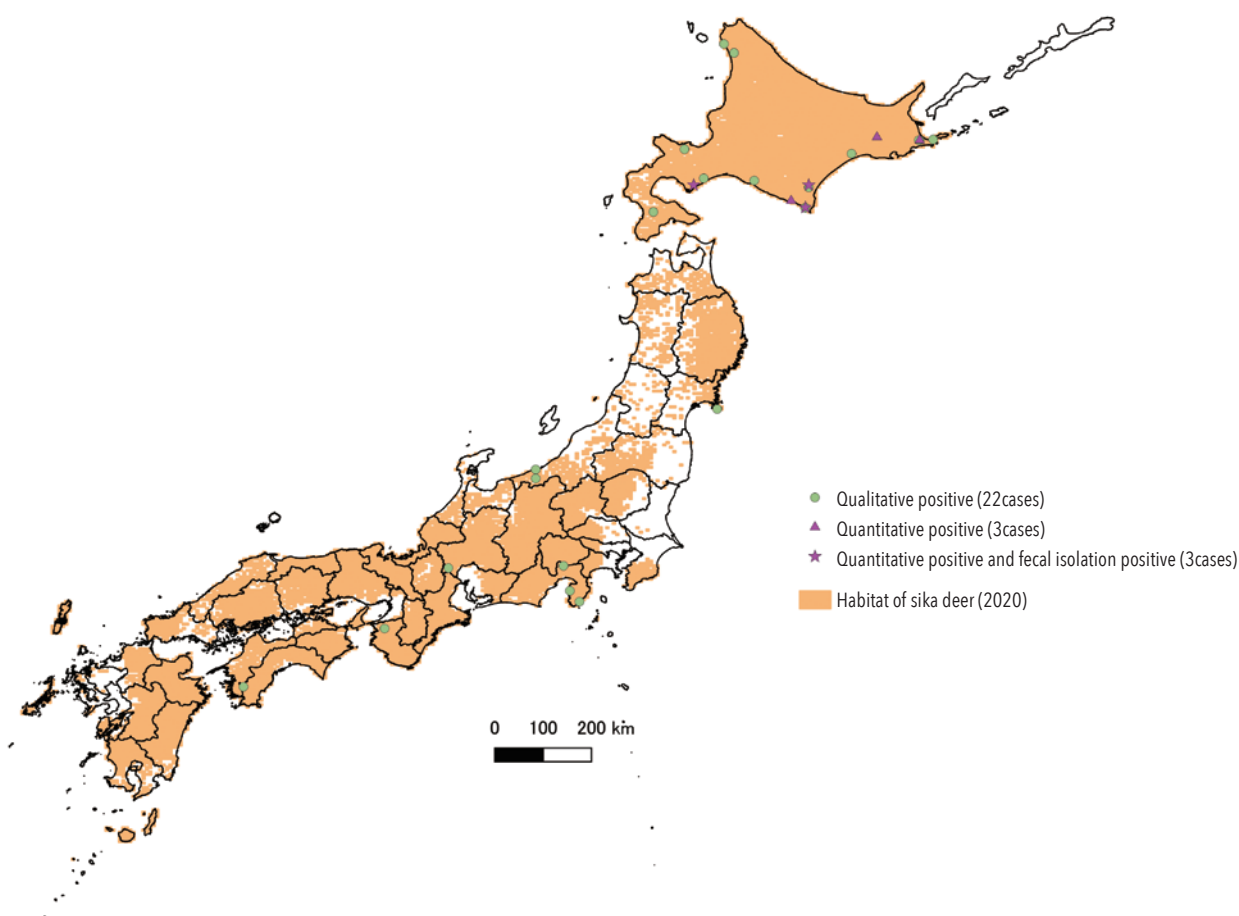 Qualitative positive (22cases)
Quantitative positive (3cases)
Quantitative positive and fecal isolation positive (3cases)
Habitat of sika deer (2020)
0 100 200 km